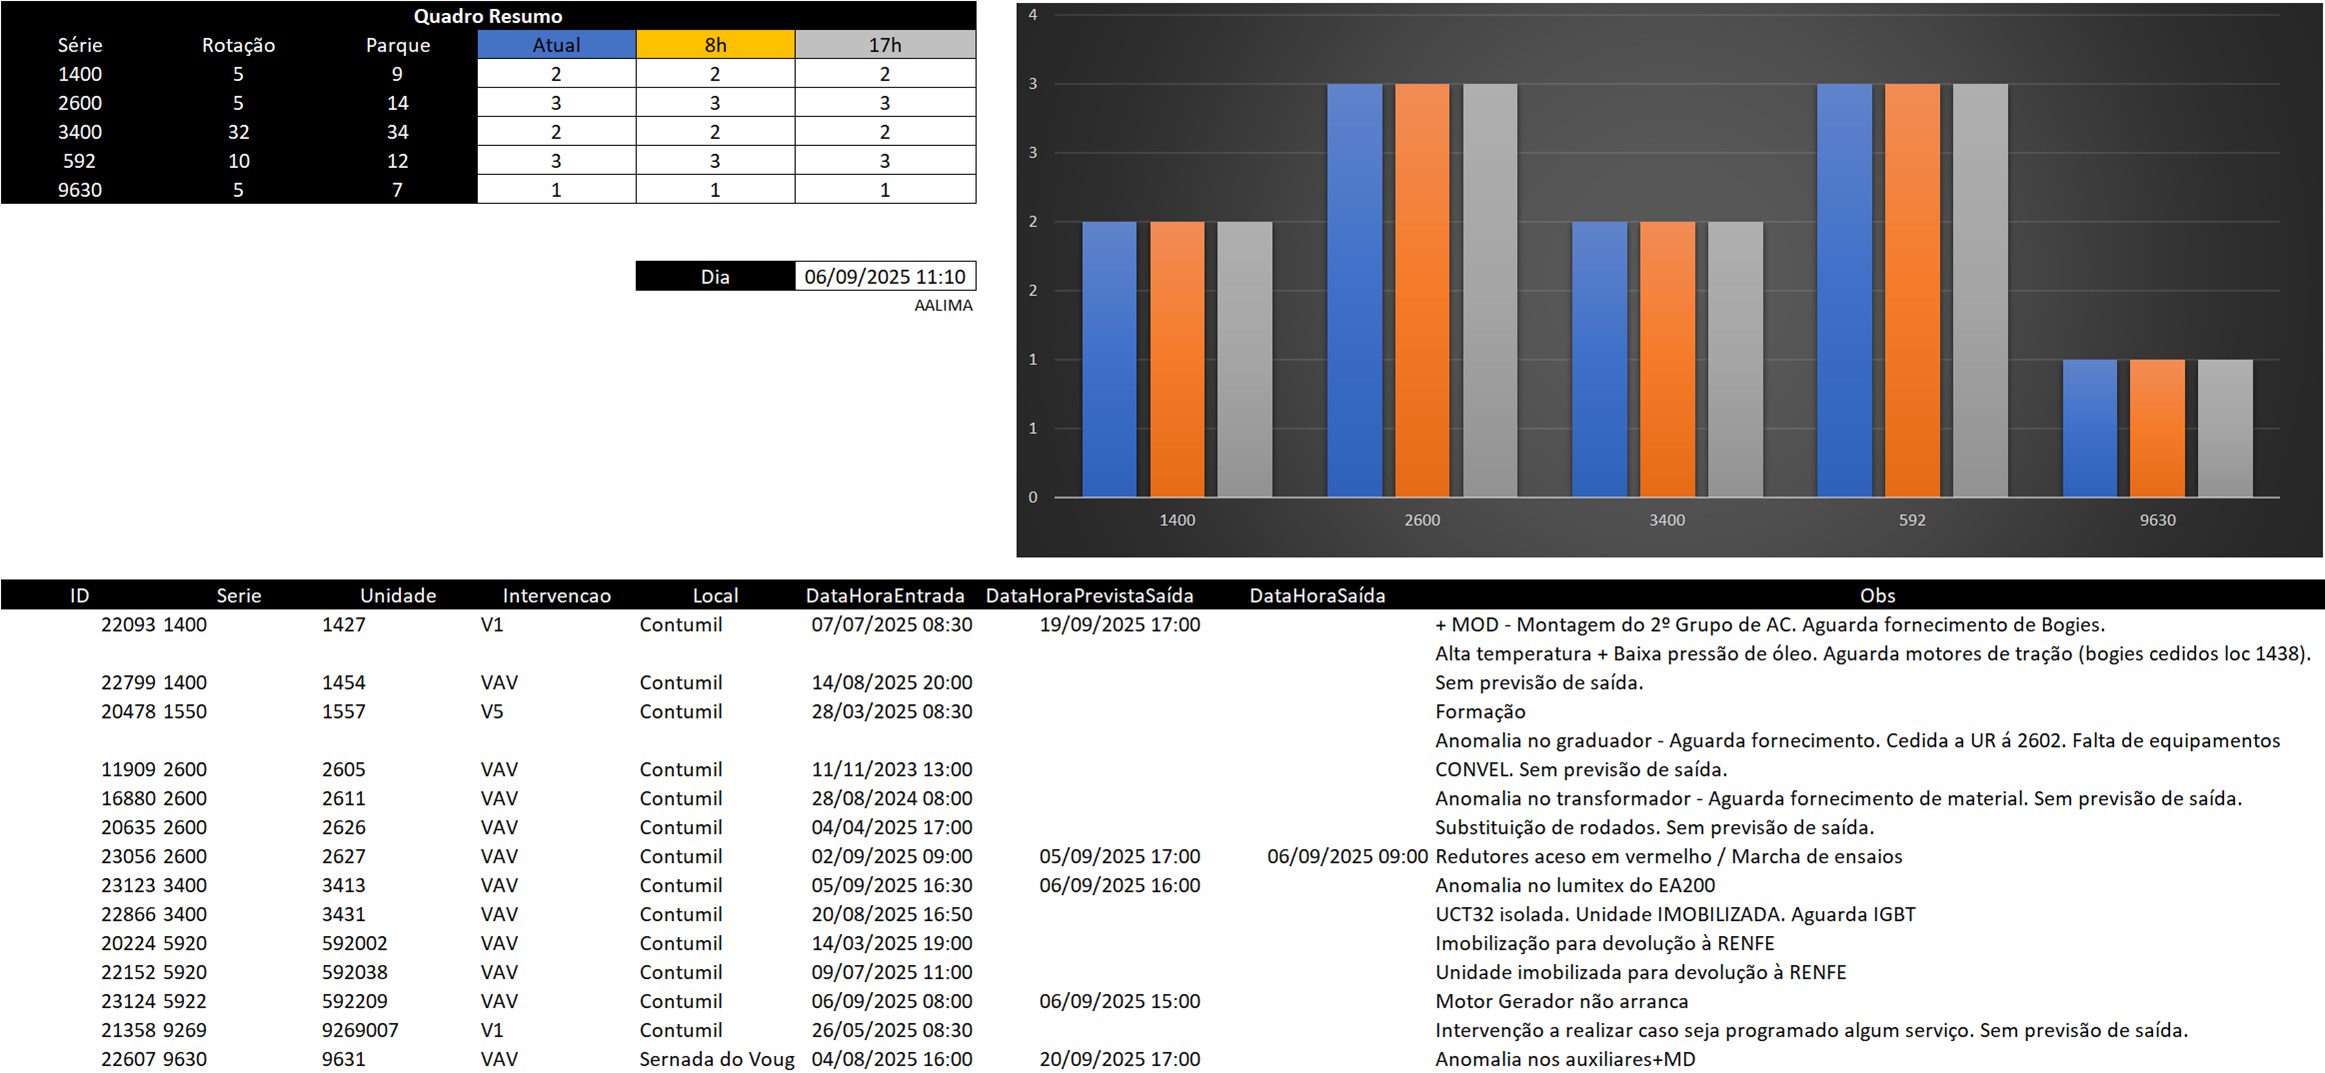 Quadro Resumo
Série Rotação Parque Atual 8h 17h
1400 5 9 2 2 2
2600 5 14 3 3 3
3400 32 34 2 2 2
592 10 12 3 3 3
9630 5 7 1 1 1
Dia 06/09/2025 11:10
AALIMA
4
3
3
2
2
1
1
0
1400 2600 3400 592 9630
ID Serie Unidade Intervencao Local DataHoraEntrada DataHoraPrevistaSaída DataHoraSaída Obs
22093 1400 1427 V1 Contumil 07/07/2025 08:30 19/09/2025 17:00 + MOD - Montagem do 2º Grupo de AC. Aguarda fornecimento de Bogies.
Alta temperatura + Baixa pressão de óleo. Aguarda motores de tração (bogies cedidos loc 1438).
22799 1400 1454 VAV Contumil 14/08/2025 20:00 Sem previsão de saída.
20478 1550 1557 V5 Contumil 28/03/2025 08:30 Formação
Anomalia no graduador - Aguarda fornecimento. Cedida a UR á 2602. Falta de equipamentos
11909 2600 2605 VAV Contumil 11/11/2023 13:00 CONVEL. Sem previsão de saída.
16880 2600 2611 VAV Contumil 28/08/2024 08:00 Anomalia no transformador - Aguarda fornecimento de material. Sem previsão de saída.
20635 2600 2626 VAV Contumil 04/04/2025 17:00 Substituição de rodados. Sem previsão de saída.
23056 2600 2627 VAV Contumil 02/09/2025 09:00 05/09/2025 17:00 06/09/2025 09:00 Redutores aceso em vermelho / Marcha de ensaios
23123 3400 3413 VAV Contumil 05/09/2025 16:30 06/09/2025 16:00 Anomalia no lumitex do EA200
22866 3400 3431 VAV Contumil 20/08/2025 16:50 UCT32 isolada. Unidade IMOBILIZADA. Aguarda IGBT
20224 5920 592002 VAV Contumil 14/03/2025 19:00 Imobilização para devolução à RENFE
22152 5920 592038 VAV Contumil 09/07/2025 11:00 Unidade imobilizada para devolução à RENFE
23124 5922 592209 VAV Contumil 06/09/2025 08:00 06/09/2025 15:00 Motor Gerador não arranca
21358 9269 9269007 V1 Contumil 26/05/2025 08:30 Intervenção a realizar caso seja programado algum serviço. Sem previsão de saída.
22607 9630 9631 VAV Sernada do Voug 04/08/2025 16:00 20/09/2025 17:00 Anomalia nos auxiliares+MD